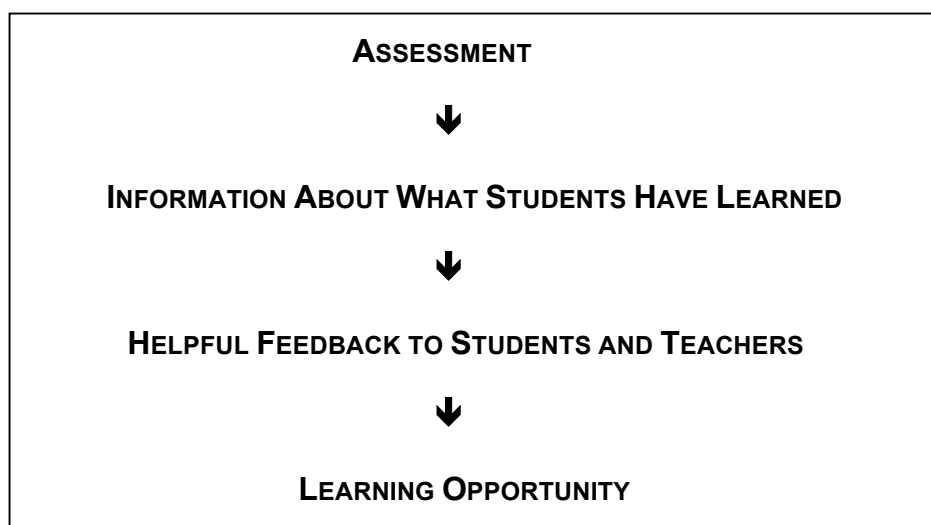 ASSESSMENT
INFORMATION ABOUT WHAT STUDENTS HAVE LEARNED
HELPFUL FEEDBACK TO STUDENTS AND TEACHERS
LEARNING OPPORTUNITY